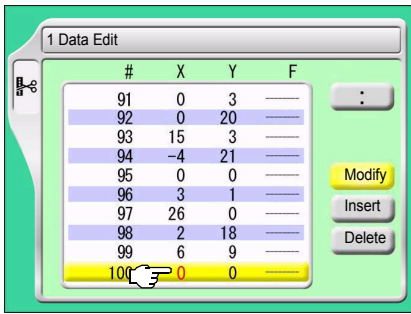 1 Data Edit
# X Y F
91 0 3 --------
92 0 20 --------
93 15 3 --------
94 -4 21 --------
95 0 0 --------
96 3 1 --------
97 26 0 --------
98 2 18 --------
99 6 9 --------
100 0 0 --------
:
Modify
Insert
Delete